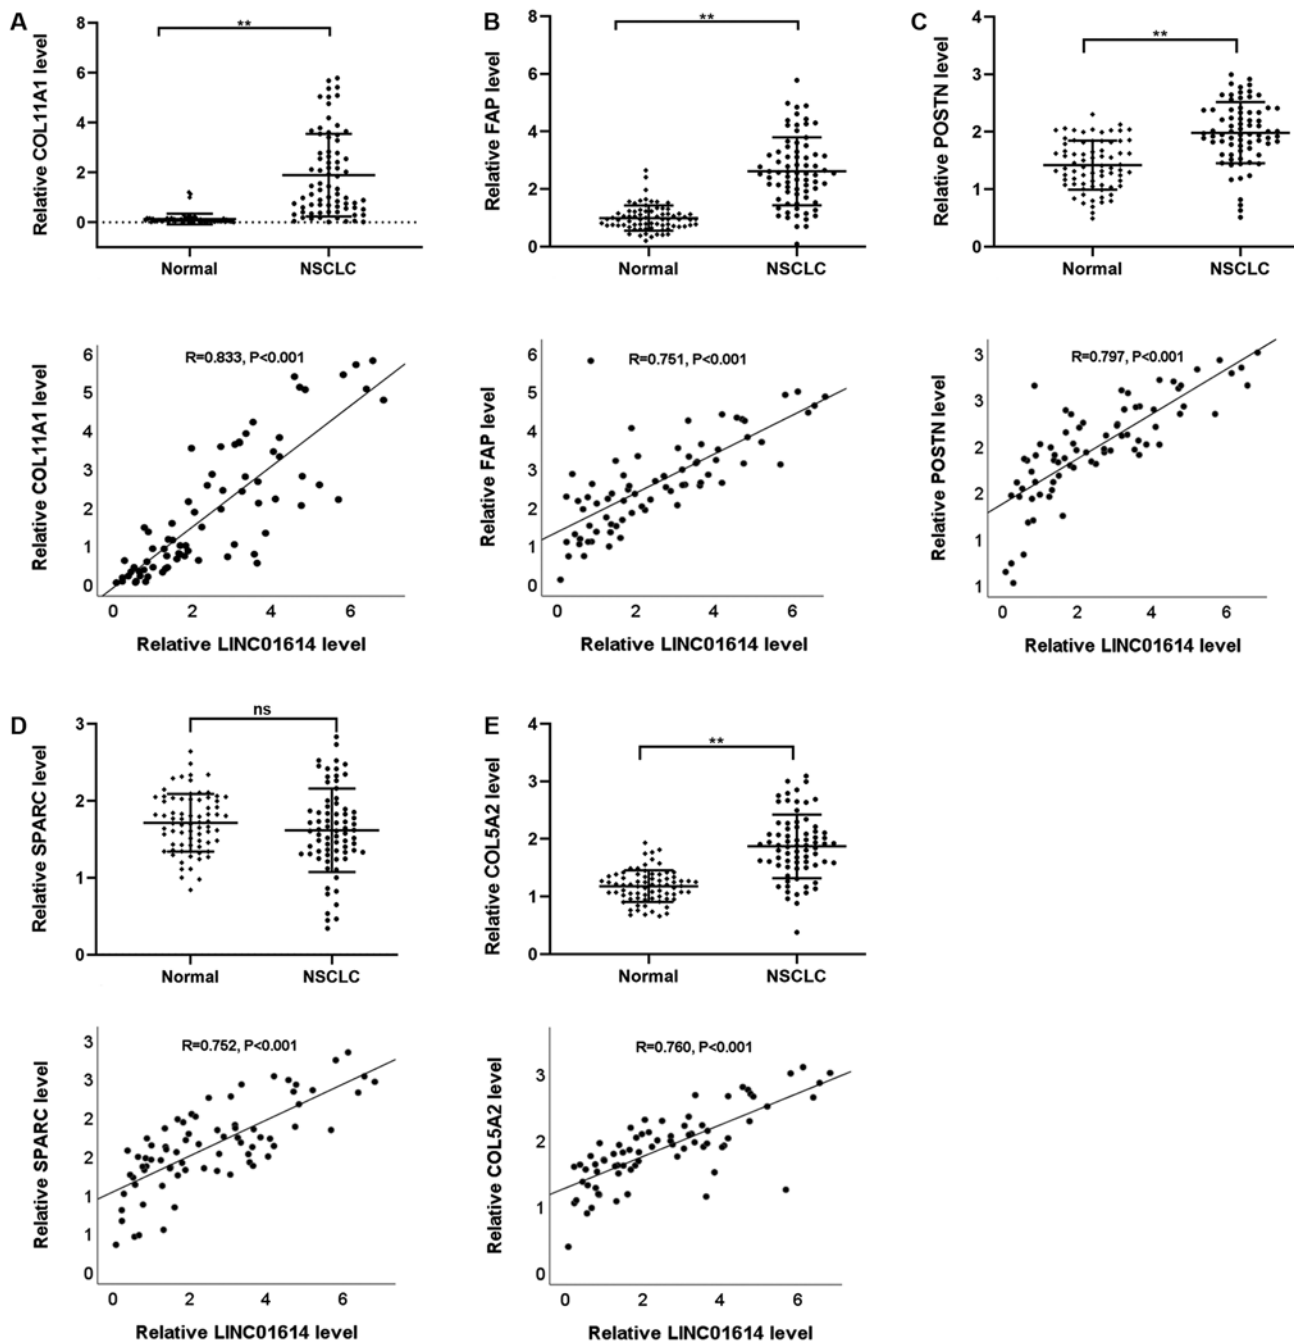 A
Relative COL11A1 level
8
6
4
2
0
**
Normal
NSCLC
B
Relative FAP level
8
6
4
2
0
**
Normal
NSCLC
C
Relative POSTN level
4
3
2
1
0
**
Normal
NSCLC
Relative COL11A1 level
6
5
4
3
2
1
0
R=0.833, P<0.001
0 2 4 6
Relative LINC01614 level
Relative FAP level
6
5
4
3
2
1
0
R=0.751, P<0.001
0 2 4 6
Relative LINC01614 level
Relative POSTN level
3
3
2
2
1
1
R=0.797, P<0.001
0 2 4 6
Relative LINC01614 level
D
Relative SPARC level
3
2
1
0
ns
Normal
NSCLC
E
Relative COL5A2 level
4
3
2
1
0
**
Normal
NSCLC
Relative SPARC level
3
3
2
2
1
1
0
R=0.752, P<0.001
0 2 4 6
Relative LINC01614 level
Relative COL5A2 level
3
2
1
0
R=0.760, P<0.001
0 2 4 6
Relative LINC01614 level